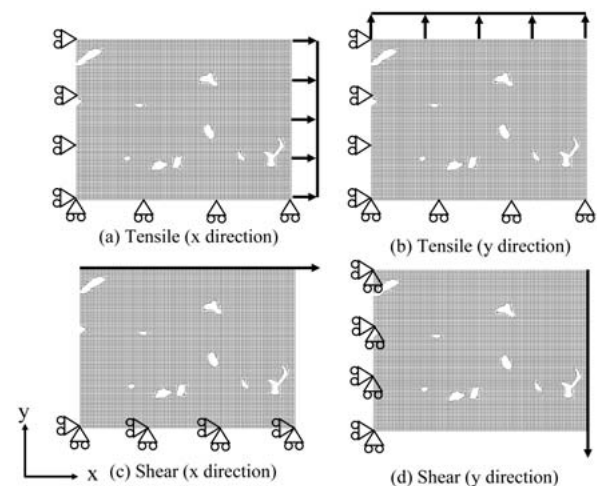 (a) Tensile (x direction)
(b) Tensile (y direction)
y
x
(c) Shear (x direction)
(d) Shear (y direction)